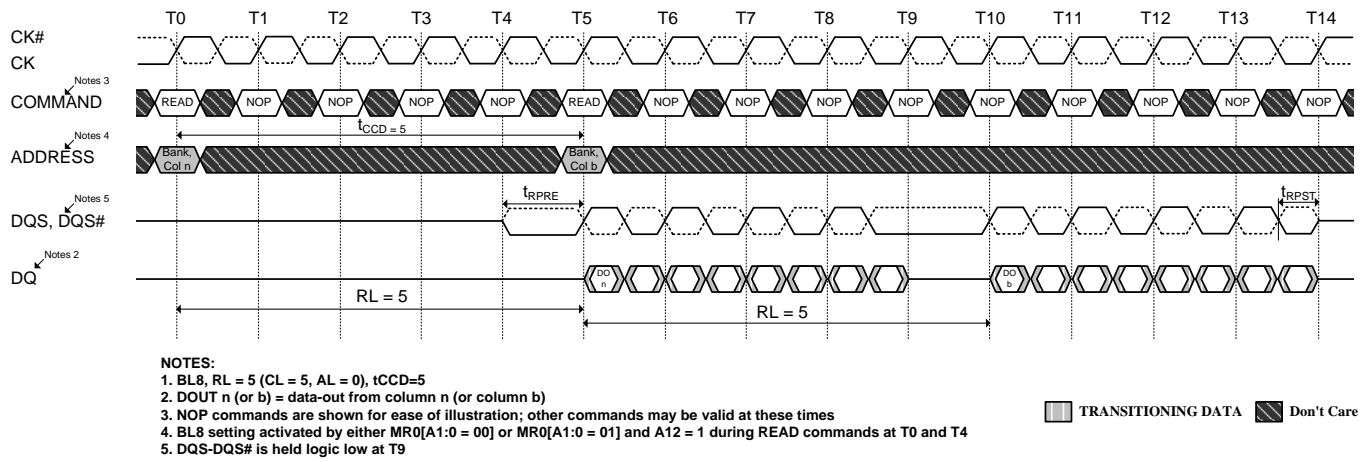 T0 T1 T2 T3 T4 T5 T6 T7 T8 T9 T10 T11 T12 T13 T14
CK#
CK
Notes 3
COMMAND
READ NOP NOP NOP NOP READ NOP NOP NOP NOP NOP NOP NOP NOP NOP
tCCD = 5
Notes 4
ADDRESS
Bank, Col n
Bank, Col b
Notes 5
DQS, DQS#
tRPRE
tRPST
Notes 2
DQ
DO n
DO b
RL = 5
RL = 5
NOTES:
1. BL8, RL = 5 (CL = 5, AL = 0), tCCD=5
2. DOUT n (or b) = data-out from column n (or column b)
3. NOP commands are shown for ease of illustration; other commands may be valid at these times
4. BL8 setting activated by either MR0[A1:0 = 00] or MR0[A1:0 = 01] and A12 = 1 during READ commands at T0 and T4
5. DQS-DQS# is held logic low at T9
TRANSITIONING DATA
Don't Care